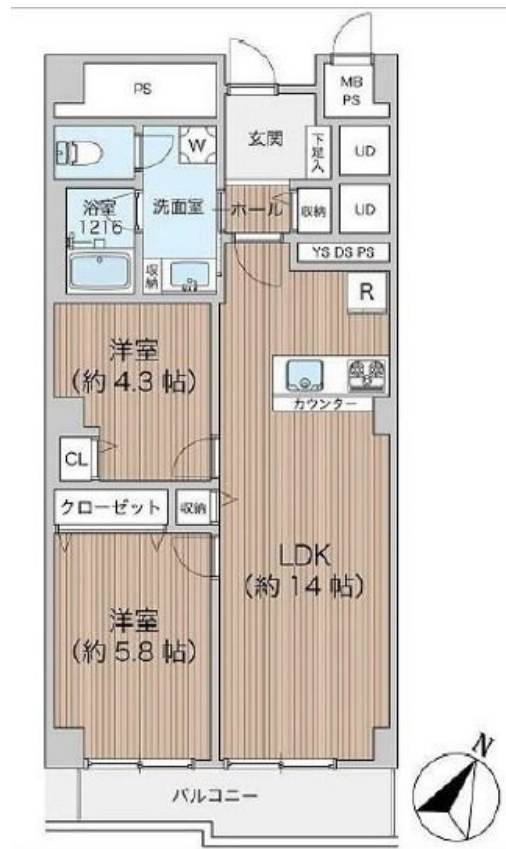 PS
MB
PS
玄関
下足入
UD
W
浴室
1216
洗面室
ホール
収納
UD
収納
YS DS PS
R
洋室
(約 4.3 帖)
カウンター
CL
クローゼット
収納
LDK
(約 14 帖)
洋室
(約 5.8 帖)
バルコニー
N